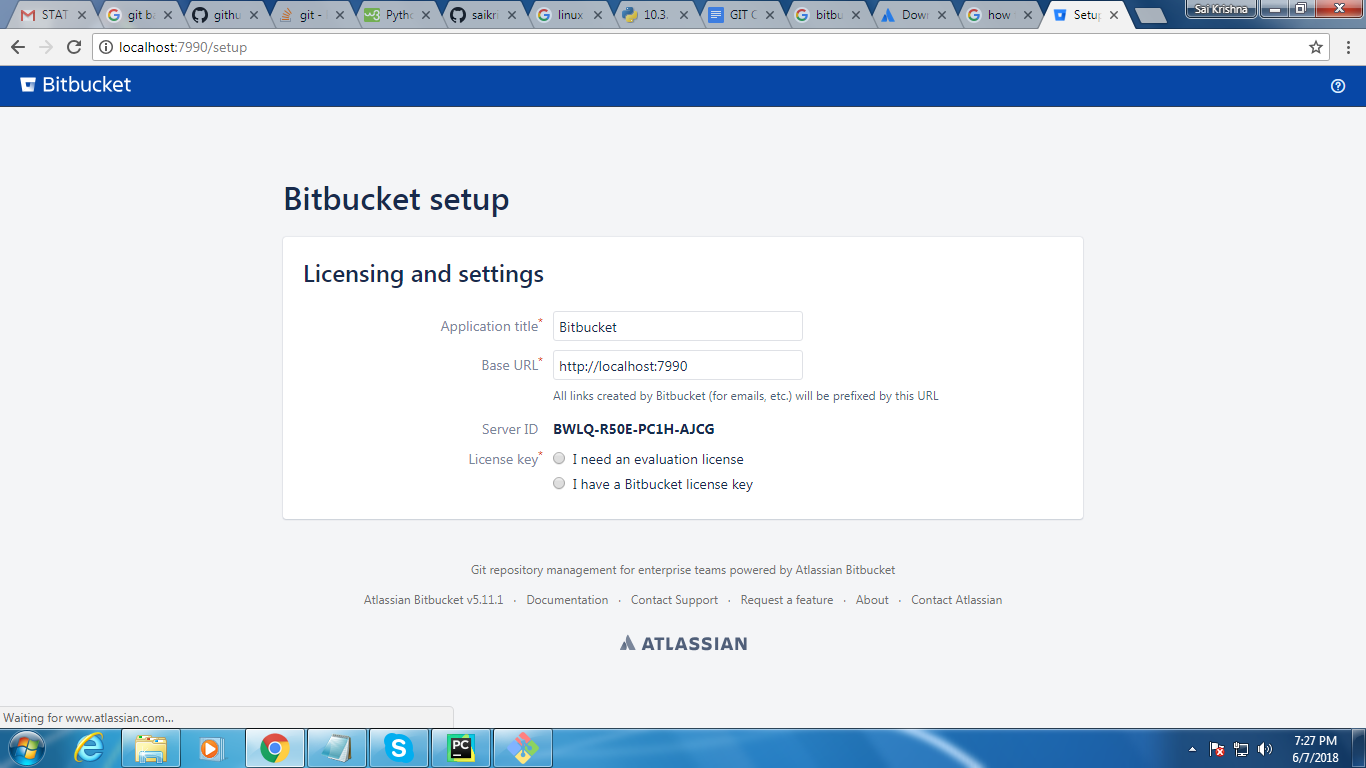 STAT
git ba
githu
git -
Pytho
saikri
linux
10.3.
GIT C
bitbu
Down
how
Setup
Sai Krishna
localhost:7990/setup
Bitbucket
Bitbucket setup
Licensing and settings
Application title* Bitbucket
Base URL* http://localhost:7990
All links created by Bitbucket (for emails, etc.) will be prefixed by this URL
Server ID BWLQ-R50E-PC1H-AJCG
License key* I need an evaluation license
I have a Bitbucket license key
Git repository management for enterprise teams powered by Atlassian Bitbucket
Atlassian Bitbucket v5.11.1 · Documentation · Contact Support · Request a feature · About · Contact Atlassian
ATLASSIAN
Waiting for www.atlassian.com...
PC
7:27 PM
6/7/2018